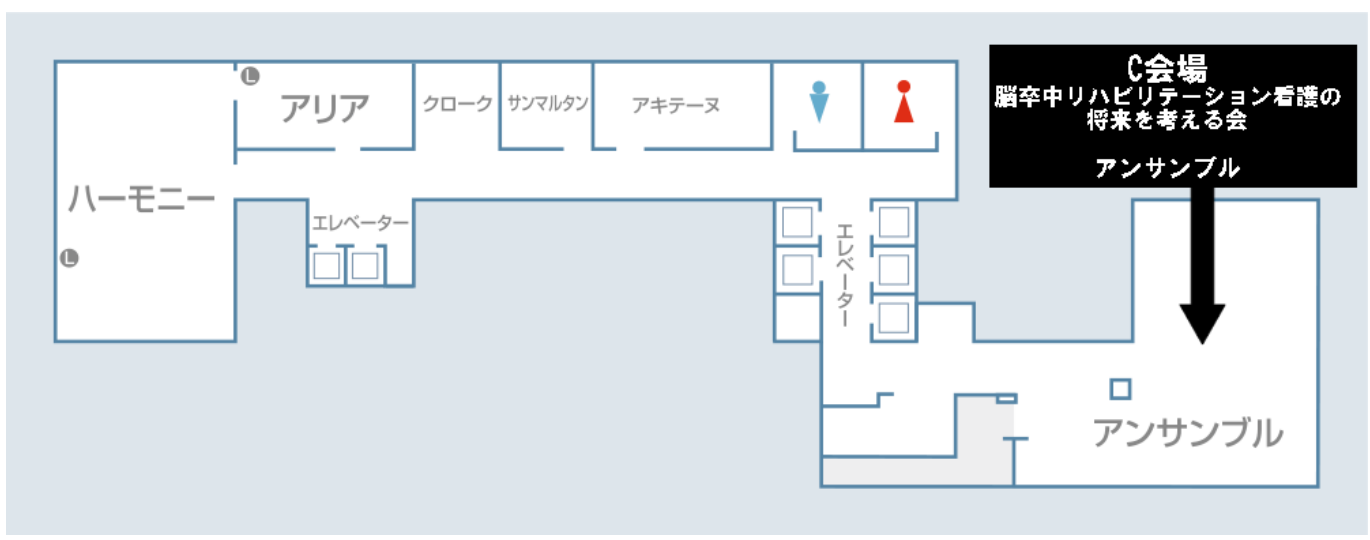 C会場
脳卒中リハビリテーション看護の
将来を考える会
アンサンブル
L
アリア
クローク
サンマルタン
アキテーヌ
ハーモニー
エレベーター
L
エレベーター
アンサンブル